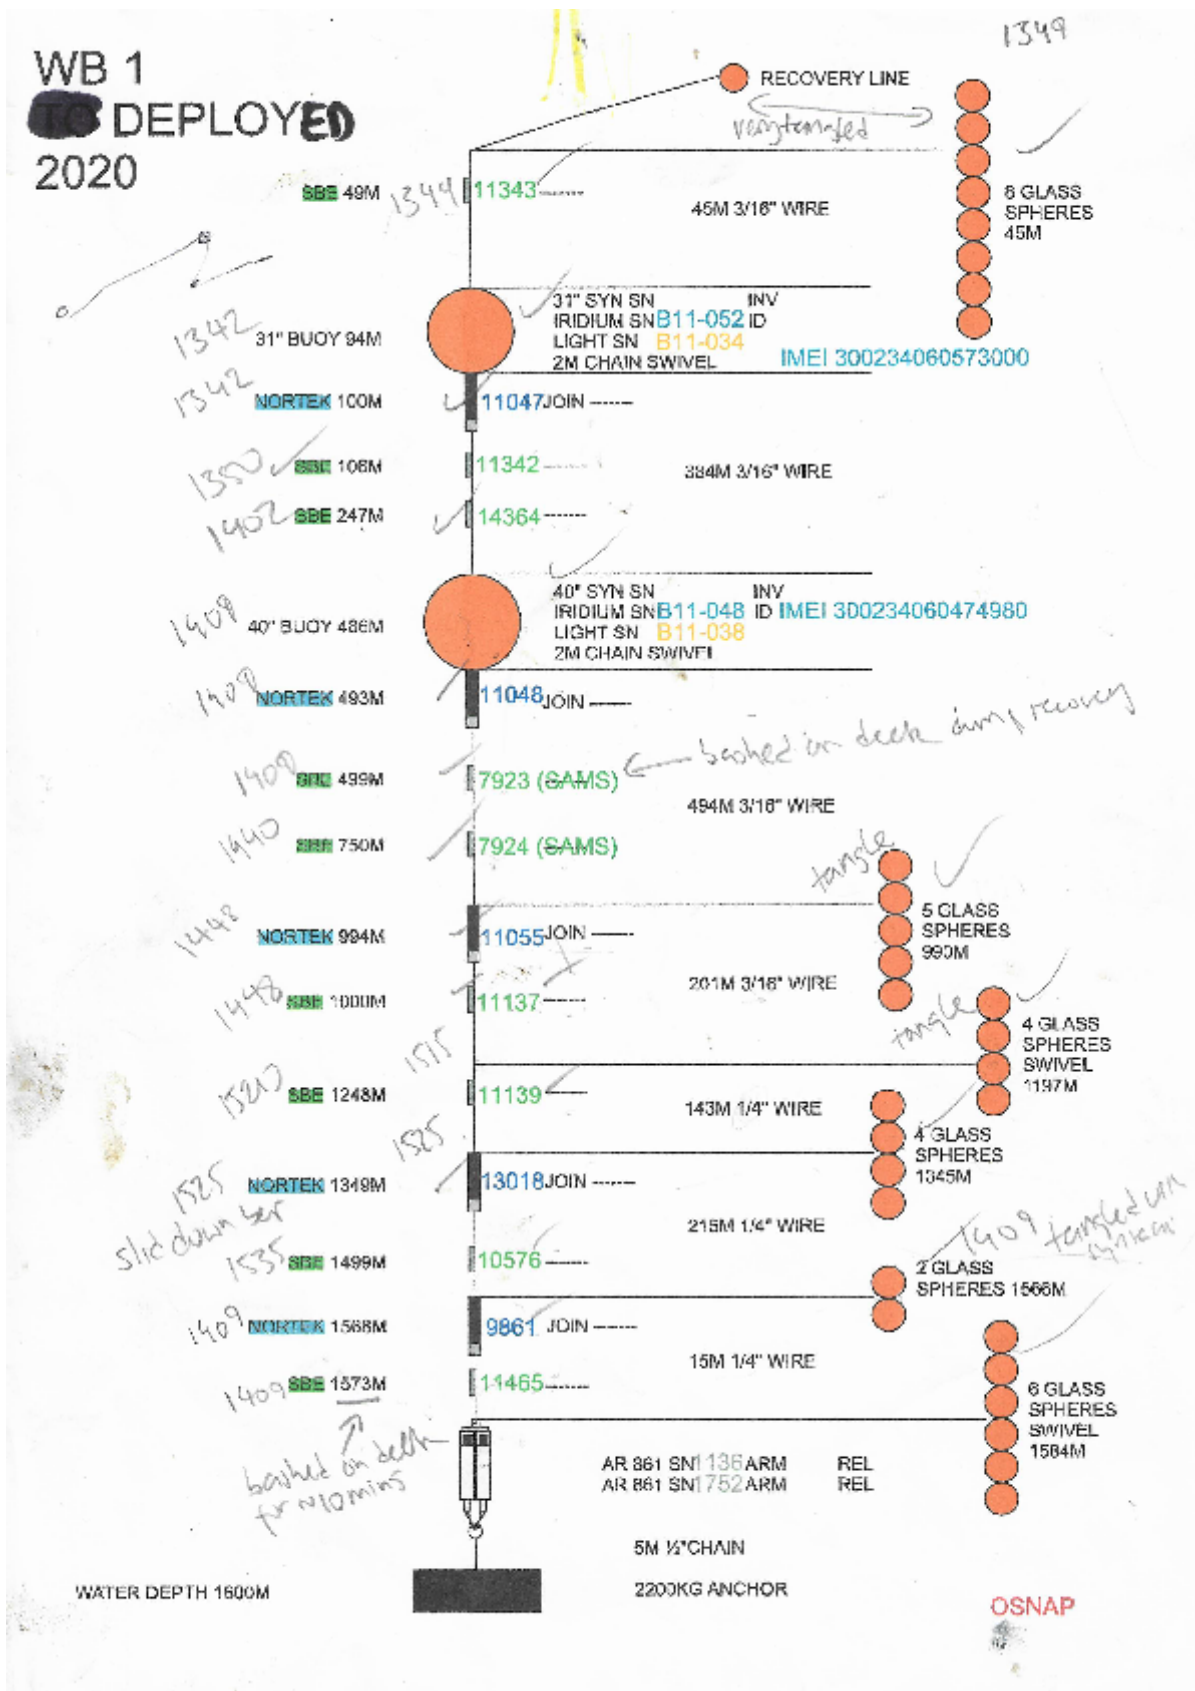 1349
WB 1
TO DEPLOYED
2020
RECOVERY LINE
very tangled
SBE 49M 1344 11343
45M 3/16" WIRE
8 GLASS
SPHERES
45M
31" SYN SN INV
IRIDIUM SN B11-052 ID
LIGHT SN B11-034
2M CHAIN SWIVEL IMEI 300234060573000
1342 31" BUOY 94M
1342 NORTEK 100M 11047 JOIN ------
1350 SBE 106M 11342
384M 3/16" WIRE
1402 SBE 247M 14364
40" SYN SN INV
IRIDIUM SN B11-048 ID IMEI 300234060474980
LIGHT SN B11-038
2M CHAIN SWIVEL
1409 40" BUOY 486M
1409 NORTEK 493M 11048 JOIN ------
bashed on deck during recovery
1409 SBE 499M 7923 (SAMS)
494M 3/16" WIRE
1440 SBE 750M 7924 (SAMS)
tangle
5 GLASS
SPHERES
990M
1448 NORTEK 994M 11055 JOIN ------
201M 3/16" WIRE
1448 SBE 1000M 11137
tangle
4 GLASS
SPHERES
SWIVEL
1197M
1515
1520 SBE 1248M 11139
143M 1/4" WIRE
4 GLASS
SPHERES
1345M
1525
1525 NORTEK 1349M 13018 JOIN ------
slid down
215M 1/4" WIRE
1409 tangled
1535 SBE 1499M 10576
2 GLASS
SPHERES 1566M
1409 NORTEK 1568M 9861 JOIN ------
15M 1/4" WIRE
1409 SBE 1573M 11465
6 GLASS
SPHERES
SWIVEL
1584M
bashed on deck
for ~10 mins
AR 861 SN 1136 ARM REL
AR 861 SN 1752 ARM REL
5M ½"CHAIN
WATER DEPTH 1600M
2200KG ANCHOR
OSNAP